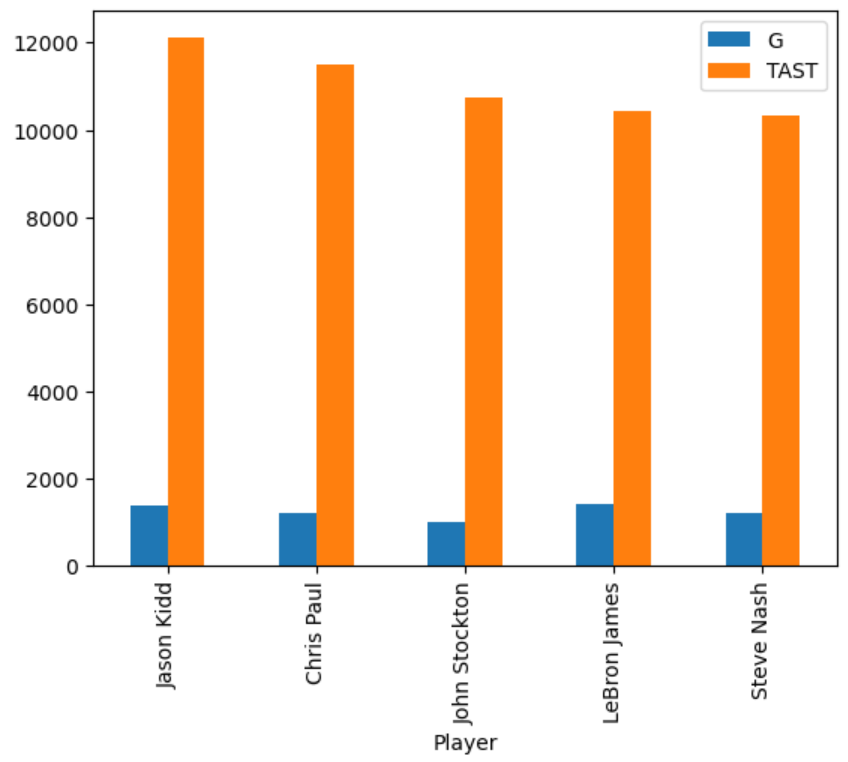 12000
10000
8000
6000
4000
2000
0
G
TAST
Jason Kidd
Chris Paul
John Stockton
LeBron James
Steve Nash
Player